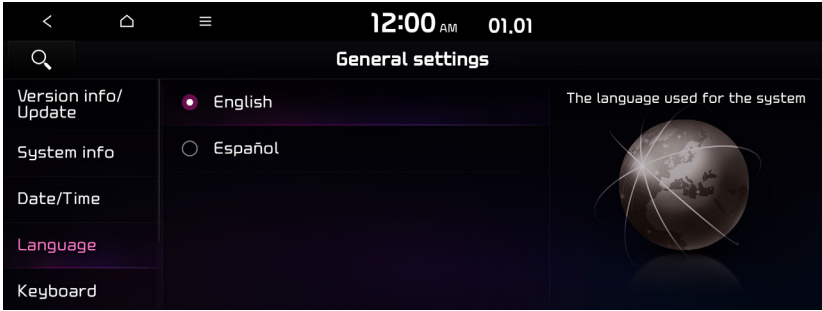 12:00 AM 01.01
General settings
Version info/
Update
System info
Date/Time
Language
Keyboard
English
Español
The language used for the system